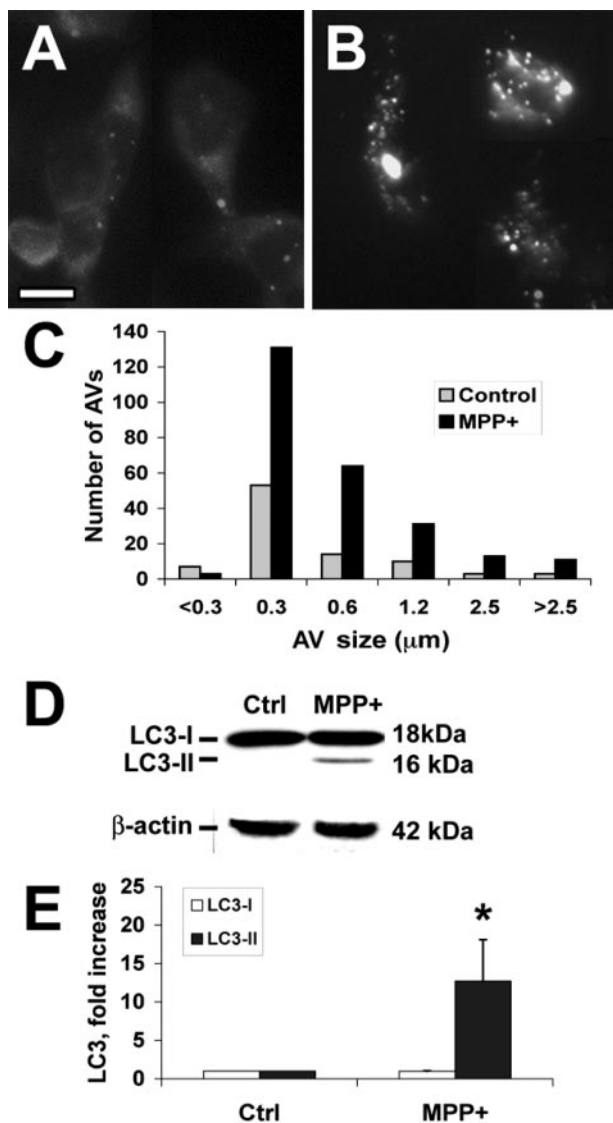 A B
C
Number of AVs
140
120
100
80
60
40
20
0
Control
MPP+
<0.3 0.3 0.6 1.2 2.5 >2.5
AV size (μm)
D
Ctrl MPP+
LC3-I 18kDa
LC3-II 16 kDa
β-actin 42 kDa
E
LC3, fold increase
25
20
15
10
5
0
LC3-I
LC3-II
*
Ctrl MPP+